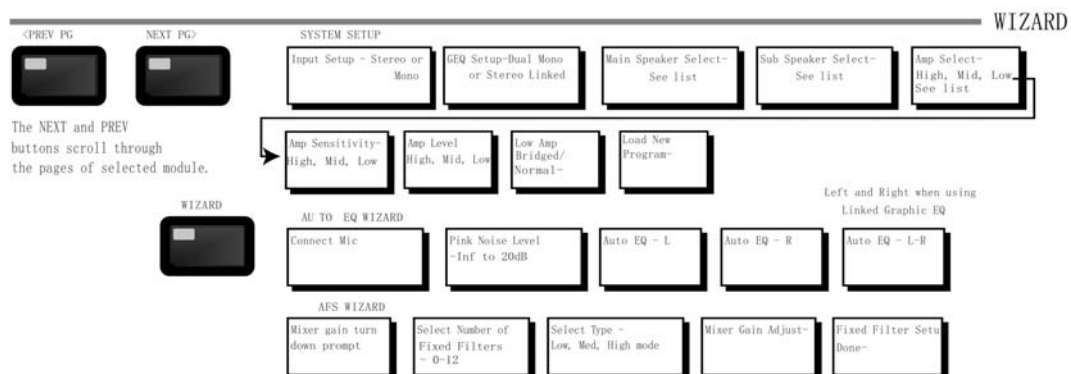 WIZARD
<PREV PG
NEXT PG>
The NEXT and PREV
buttons scroll through
the pages of selected module.
SYSTEM SETUP
Input Setup - Stereo or
Mono
GEQ Setup-Dual Mono
or Stereo Linked
Main Speaker Select-
See list
Sub Speaker Select-
See list
Amp Select-
High, Mid, Low
See list
Amp Sensitivity-
High, Mid, Low
Amp Level
High, Mid, Low
Low Amp
Bridged/
Normal-
Load New
Program-
WIZARD
AU TO EQ WIZARD
Connect Mic
Pink Noise Level
-Inf to 20dB
Auto EQ - L
Auto EQ - R
Left and Right when using
Linked Graphic EQ
Auto EQ - L-R
AFS WIZARD
Mixer gain turn
down prompt
Select Number of
Fixed Filters
- 0-12
Select Type -
Low, Med, High mode
Mixer Gain Adjust-
Fixed Filter Setu
Done-